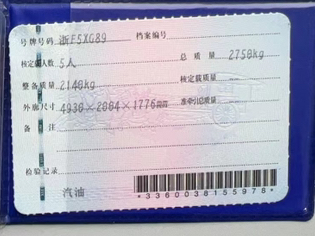 号牌号码 浙F5XG89 档案编号
核定载人数 5人 总质量 2750kg
整备质量 2140kg 核定载质量
外廓尺寸 4930×2064×1776mm 准牵引总质量
备注
检验记录
汽油
*3360038155978*